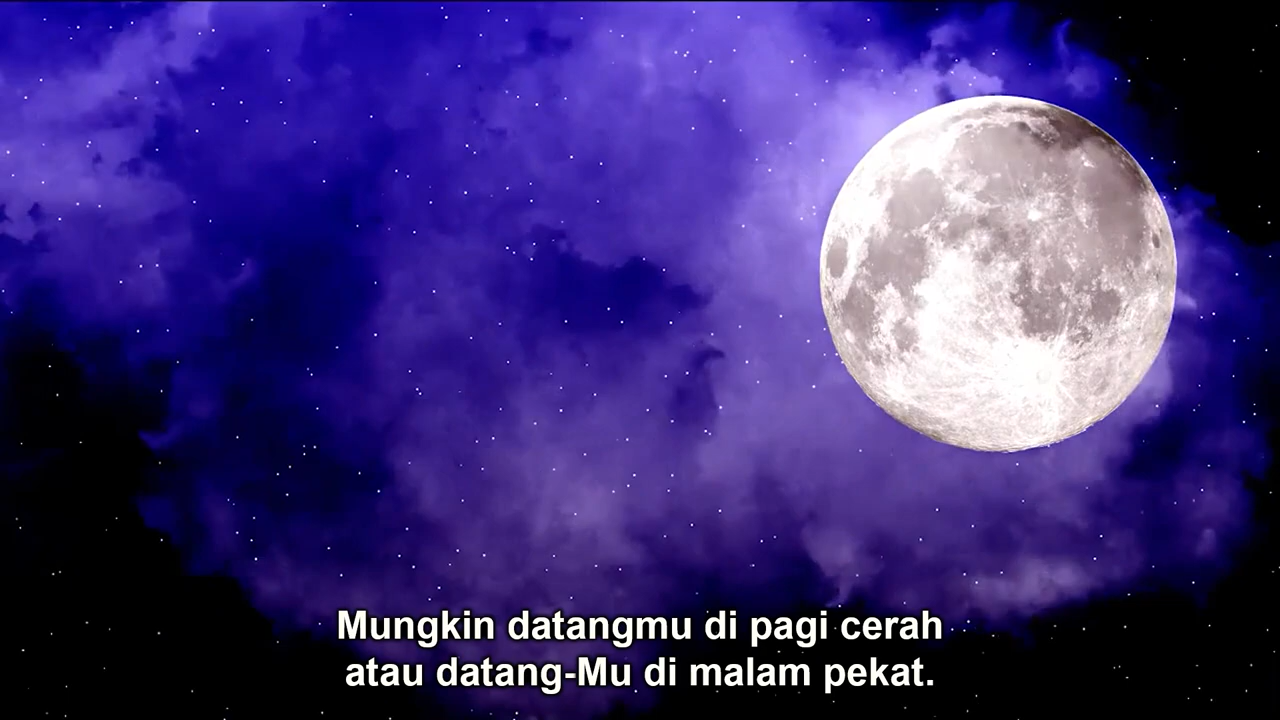 Mungkin datangmu di pagi cerah
atau datang-Mu di malam pekat.